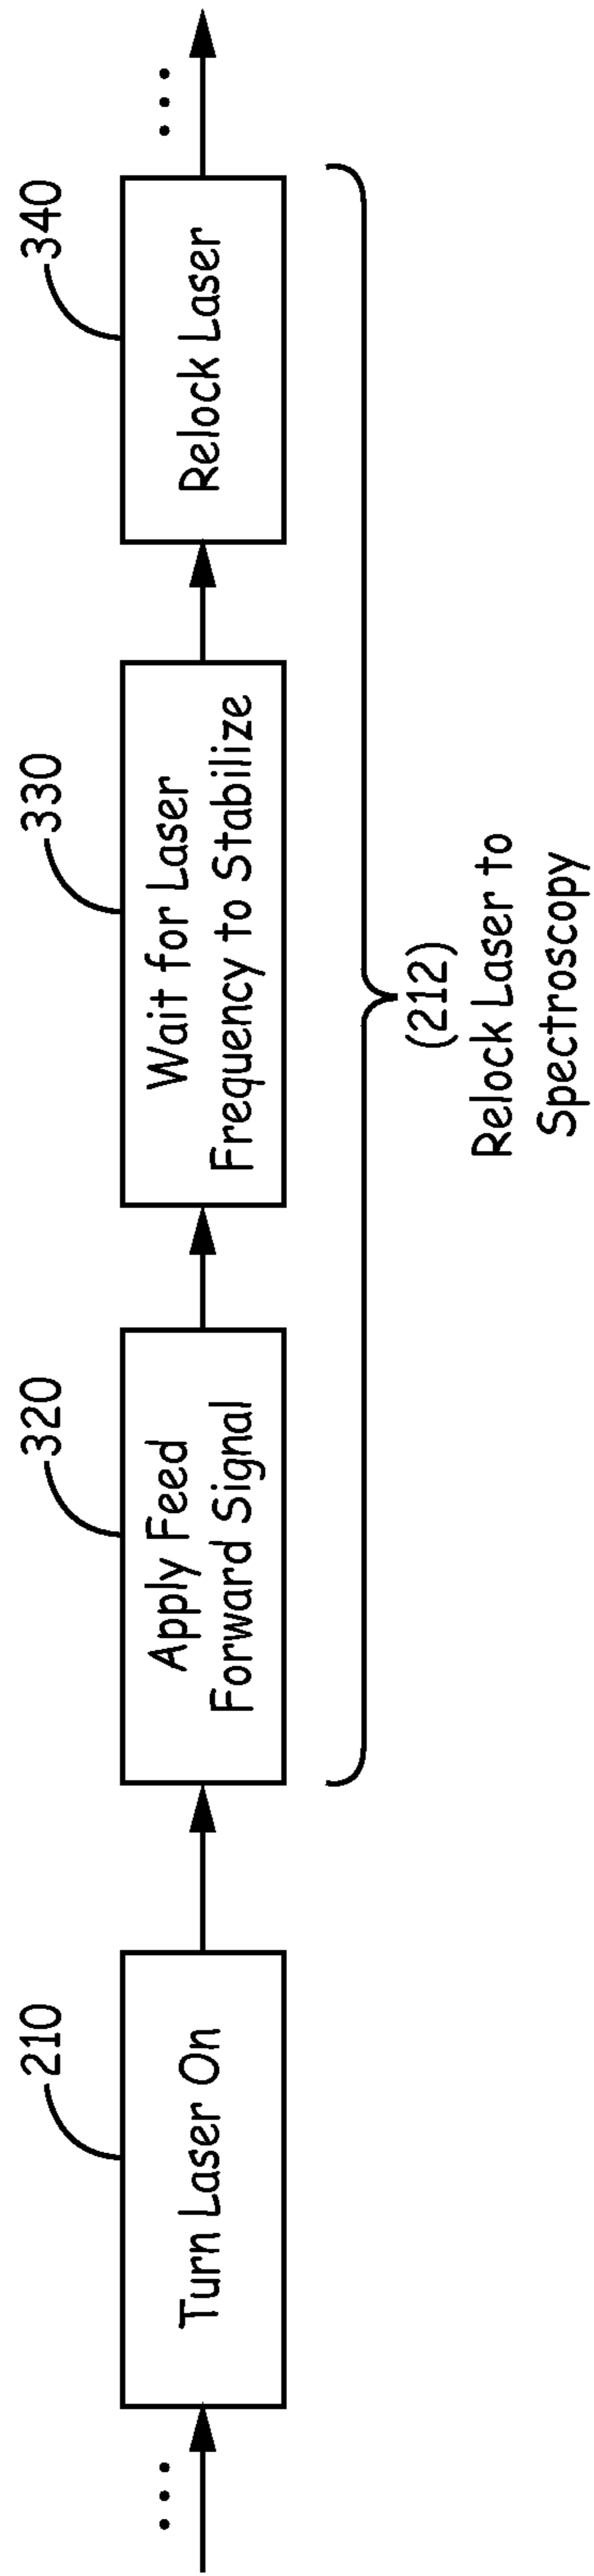 ...
210
Turn Laser On
320
Apply Feed
Forward Signal
330
Wait for Laser
Frequency to Stabilize
340
Relock Laser
...
(212)
Relock Laser to
Spectroscopy